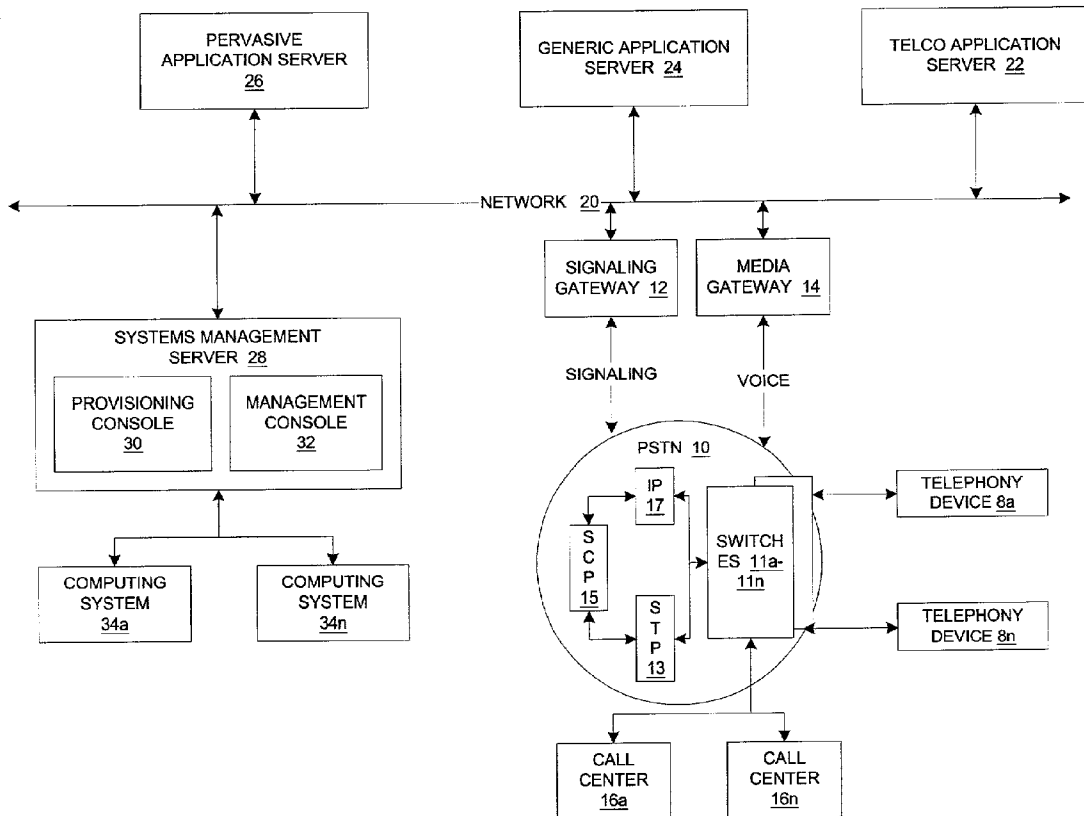 PERVASIVE
APPLICATION SERVER
26
GENERIC APPLICATION
SERVER 24
TELCO APPLICATION
SERVER 22
NETWORK 20
SIGNALING
GATEWAY 12
MEDIA
GATEWAY 14
SYSTEMS MANAGEMENT
SERVER 28
PROVISIONING
CONSOLE
30
MANAGEMENT
CONSOLE
32
SIGNALING
VOICE
PSTN 10
IP
17
S
C
P
15
S
T
P
13
SWITCH
ES 11a-
11n
TELEPHONY
DEVICE 8a
TELEPHONY
DEVICE 8n
COMPUTING
SYSTEM
34a
COMPUTING
SYSTEM
34n
CALL
CENTER
16a
CALL
CENTER
16n